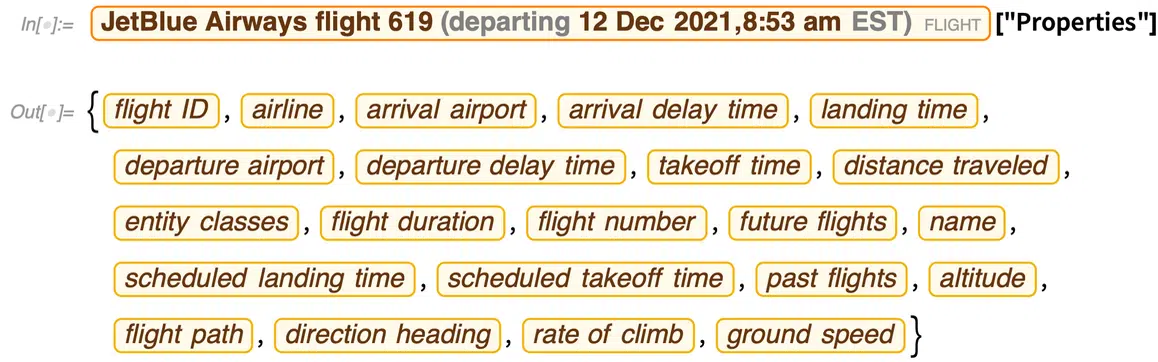 In[•]:= JetBlue Airways flight 619 (departing 12 Dec 2021,8:53 am EST) FLIGHT ["Properties"]
Out[•]= { flight ID , airline , arrival airport , arrival delay time , landing time ,
departure airport , departure delay time , takeoff time , distance traveled ,
entity classes , flight duration , flight number , future flights , name ,
scheduled landing time , scheduled takeoff time , past flights , altitude ,
flight path , direction heading , rate of climb , ground speed }